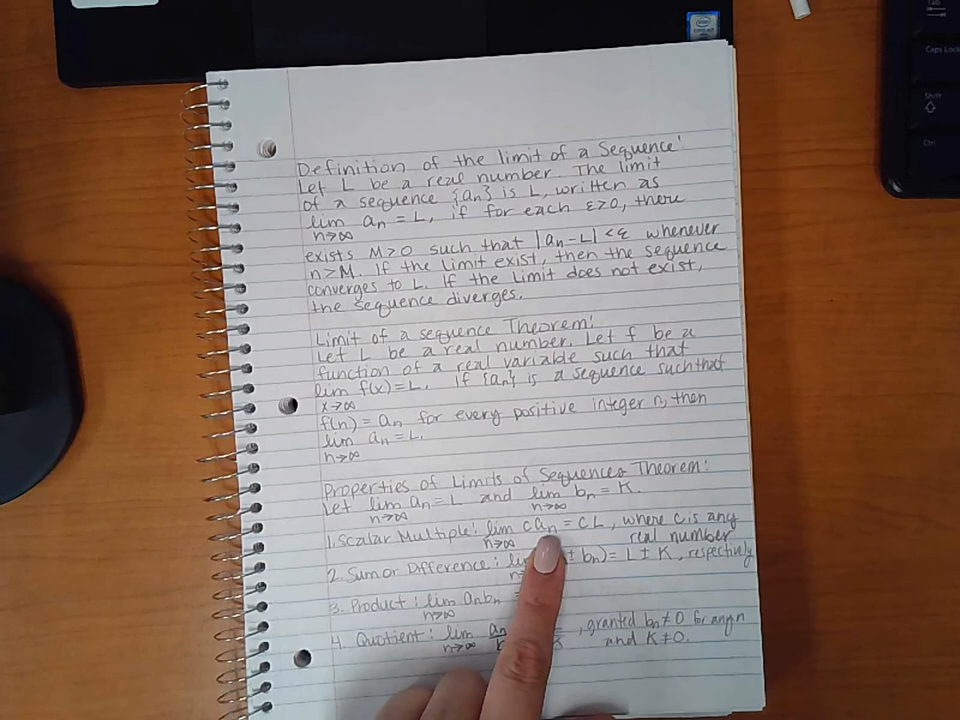 Definition of the limit of a Sequence:
Let L be a real number. The limit
of a sequence {an} is L, written as
lim an = L, if for each ε>0, there
n→∞
exists M>0 such that |an-L| <ε whenever
n>M. If the limit exist, then the sequence
converges to L. If the limit does not exist,
the sequence diverges.
Limit of a sequence Theorem:
Let L be a real number. Let f be a
function of a real variable such that
lim f(x)=L. If {an} is a sequence such that
x→∞
f(n) = an for every positive integer n, then
lim an = L.
n→∞
Properties of Limits of Sequences Theorem:
Let lim an = L and lim bn = K.
n→∞ n→∞
1. Scalar Multiple: lim can = cL, where c is any
n→∞ real number
2. Sum or Difference: ± bn) = L ± K, respectively
3. Product: lim anbn =
n→∞
4. Quotient: lim an , granted bn≠0 for any n
n→∞ and K≠0.
intel
Tab
Caps Lock
Shift
Ctrl